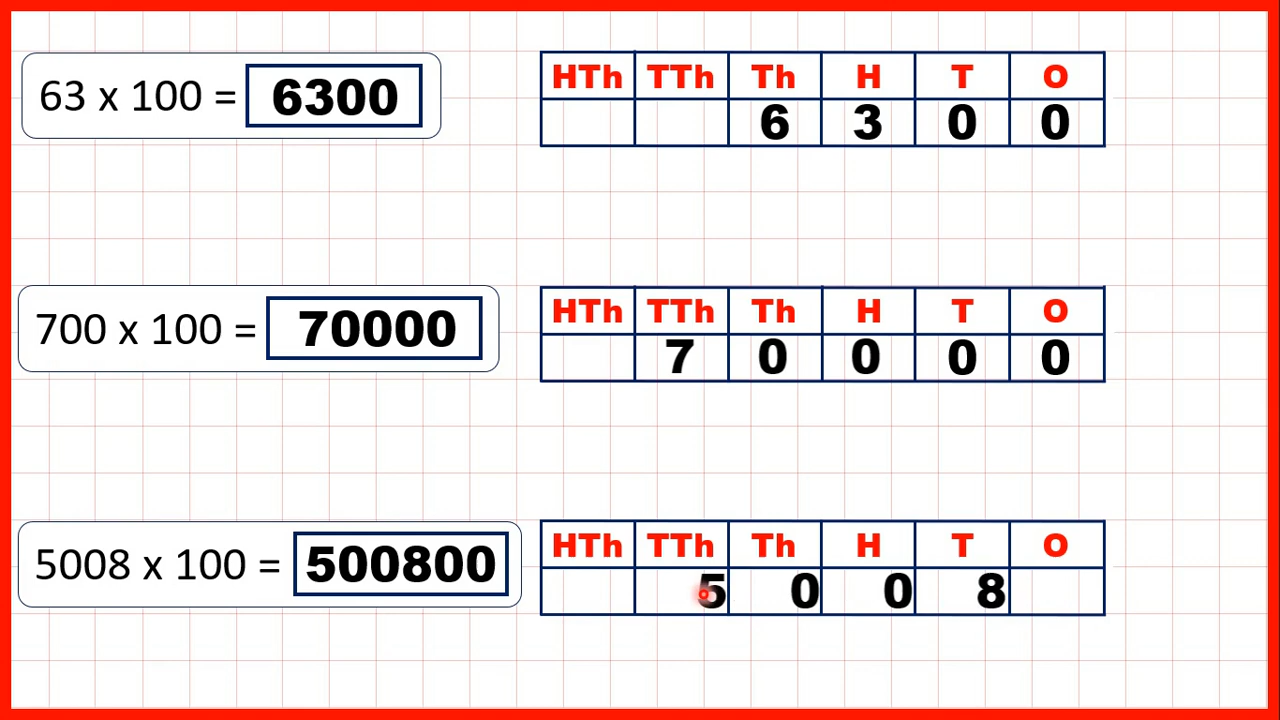 63 x 100 = 6300
HTh TTh Th H T O
6 3 0 0
700 x 100 = 70000
HTh TTh Th H T O
7 0 0 0 0
5008 x 100 = 500800
HTh TTh Th H T O
5 0 0 8